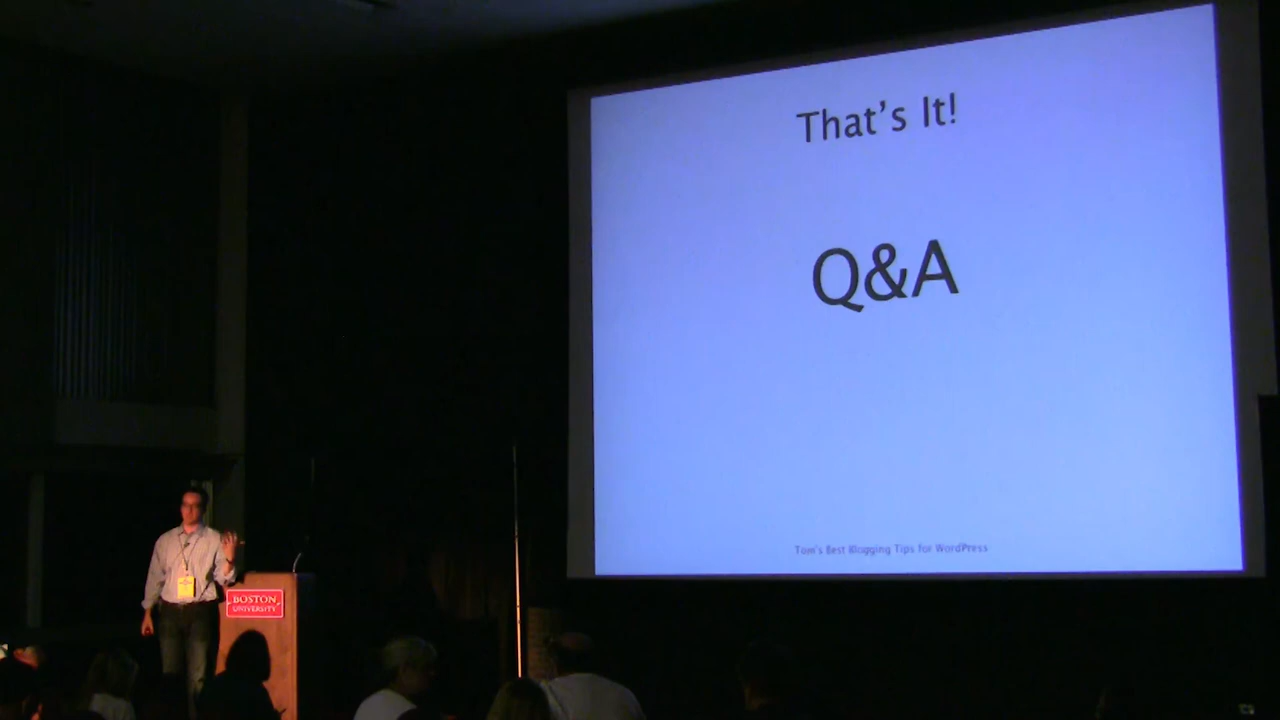 That's It!
Q&A
Tom's Best Blogging Tips for WordPress
BOSTON
UNIVERSITY